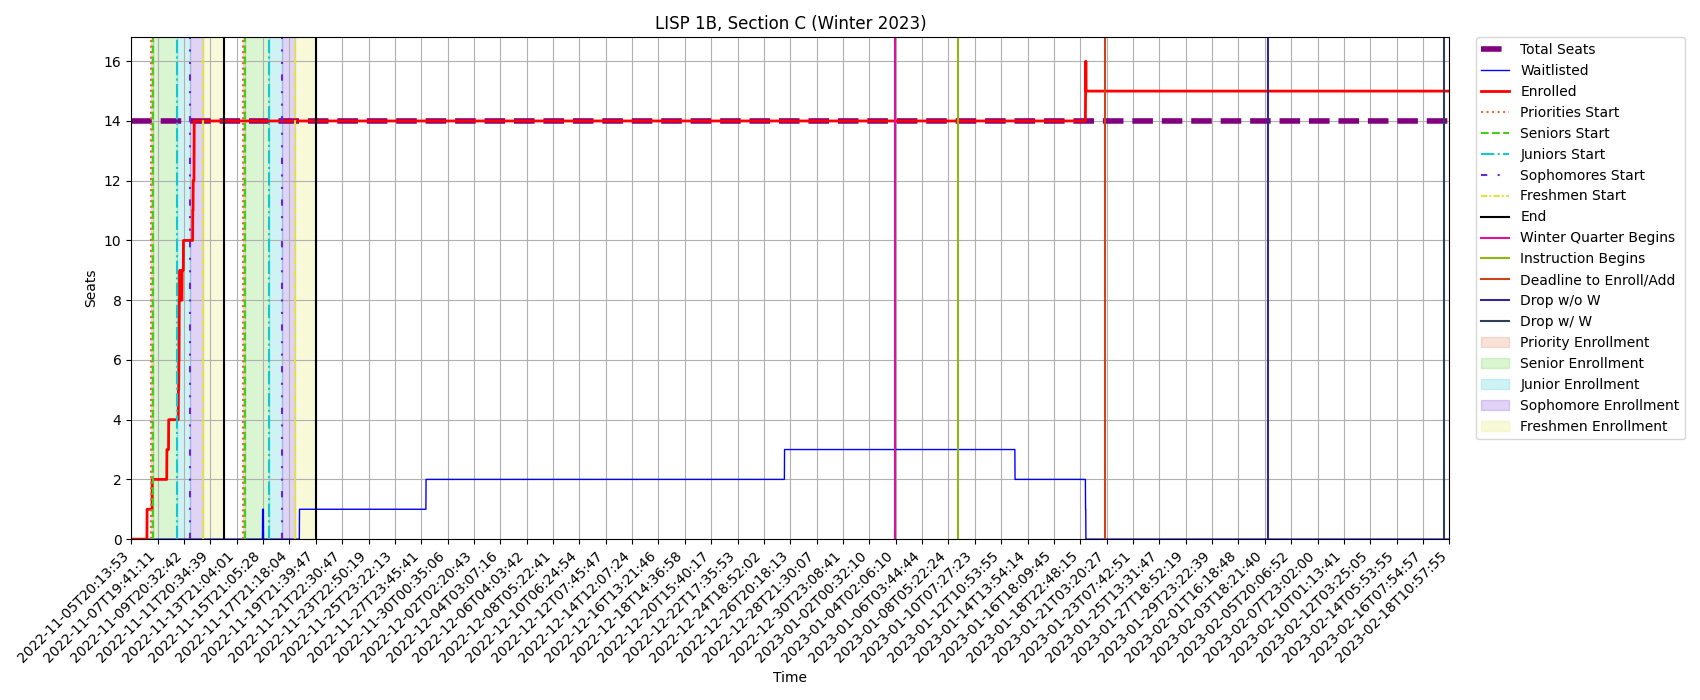 LISP 1B, Section C (Winter 2023)
Seats
16
14
12
10
8
6
4
2
0
2022-11-05T20:13:53
2022-11-07T19:41:11
2022-11-09T20:32:42
2022-11-11T20:34:39
2022-11-13T21:04:01
2022-11-15T21:05:28
2022-11-17T21:18:04
2022-11-19T21:39:47
2022-11-21T22:30:47
2022-11-23T22:50:19
2022-11-25T23:22:13
2022-11-27T23:45:41
2022-11-30T00:35:06
2022-12-02T02:20:43
2022-12-04T03:07:16
2022-12-06T04:03:42
2022-12-08T05:22:41
2022-12-10T06:24:54
2022-12-12T07:45:47
2022-12-14T12:07:24
2022-12-16T13:21:46
2022-12-18T14:36:58
2022-12-20T15:40:17
2022-12-22T17:35:53
2022-12-24T18:52:02
2022-12-26T20:18:13
2022-12-28T21:30:07
2022-12-30T23:08:41
2023-01-02T00:32:10
2023-01-04T02:06:10
2023-01-06T03:44:44
2023-01-08T05:22:24
2023-01-10T07:27:23
2023-01-12T10:53:55
2023-01-14T13:54:14
2023-01-16T18:09:45
2023-01-18T22:48:15
2023-01-21T03:20:27
2023-01-23T07:42:51
2023-01-25T13:31:47
2023-01-27T18:52:19
2023-01-29T23:22:39
2023-02-01T16:18:48
2023-02-03T18:21:40
2023-02-05T20:06:52
2023-02-07T23:02:00
2023-02-10T01:13:41
2023-02-12T03:25:05
2023-02-14T05:53:55
2023-02-16T07:54:57
2023-02-18T10:57:55
Time
Total Seats
Waitlisted
Enrolled
Priorities Start
Seniors Start
Juniors Start
Sophomores Start
Freshmen Start
End
Winter Quarter Begins
Instruction Begins
Deadline to Enroll/Add
Drop w/o W
Drop w/ W
Priority Enrollment
Senior Enrollment
Junior Enrollment
Sophomore Enrollment
Freshmen Enrollment